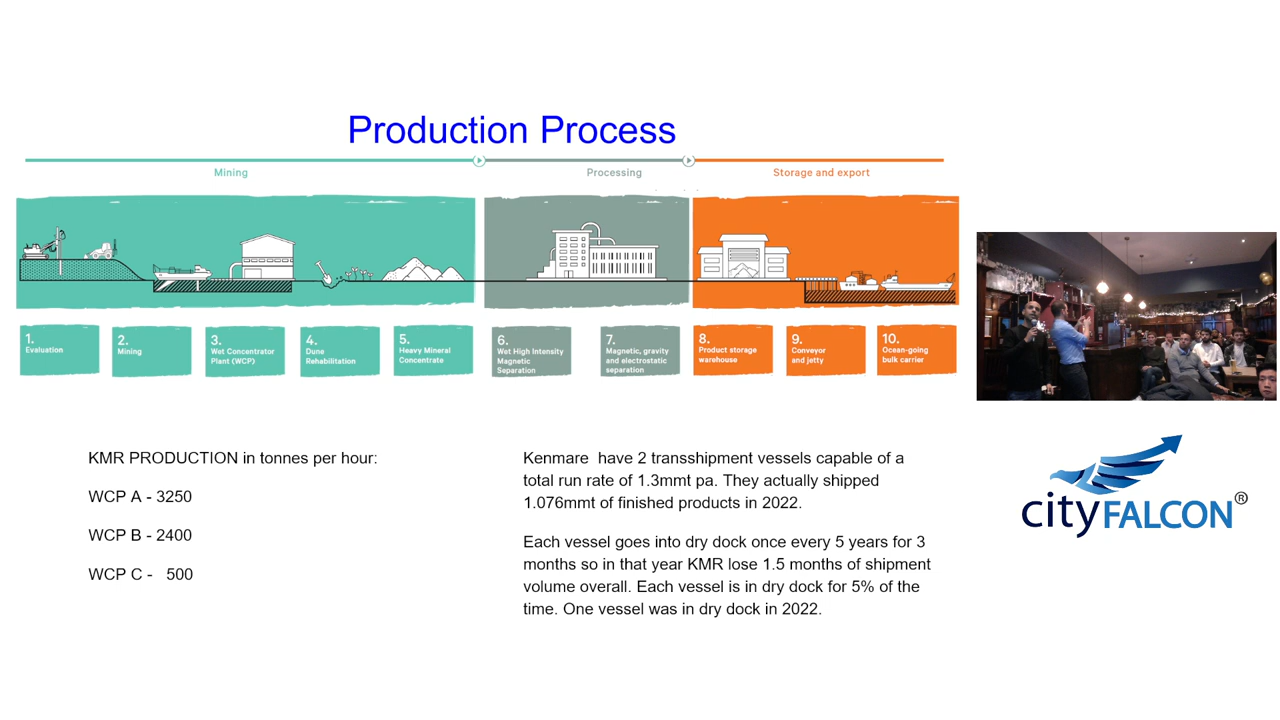 Production Process
Mining
Processing
Storage and export
1.
Evaluation
2.
Mining
3.
Wet Concentrator
Plant (WCP)
4.
Dune
Rehabilitation
5.
Heavy Mineral
Concentrate
6.
Wet High Intensity
Magnetic
Separation
7.
Magnetic, gravity
and electrostatic
separation
8.
Product storage
warehouse
9.
Conveyor
and jetty
10.
Ocean-going
bulk carrier
KMR PRODUCTION in tonnes per hour:
WCP A - 3250
WCP B - 2400
WCP C - 500
Kenmare have 2 transshipment vessels capable of a
total run rate of 1.3mmt pa. They actually shipped
1.076mmt of finished products in 2022.
Each vessel goes into dry dock once every 5 years for 3
months so in that year KMR lose 1.5 months of shipment
volume overall. Each vessel is in dry dock for 5% of the
time. One vessel was in dry dock in 2022.
cityFALCON®